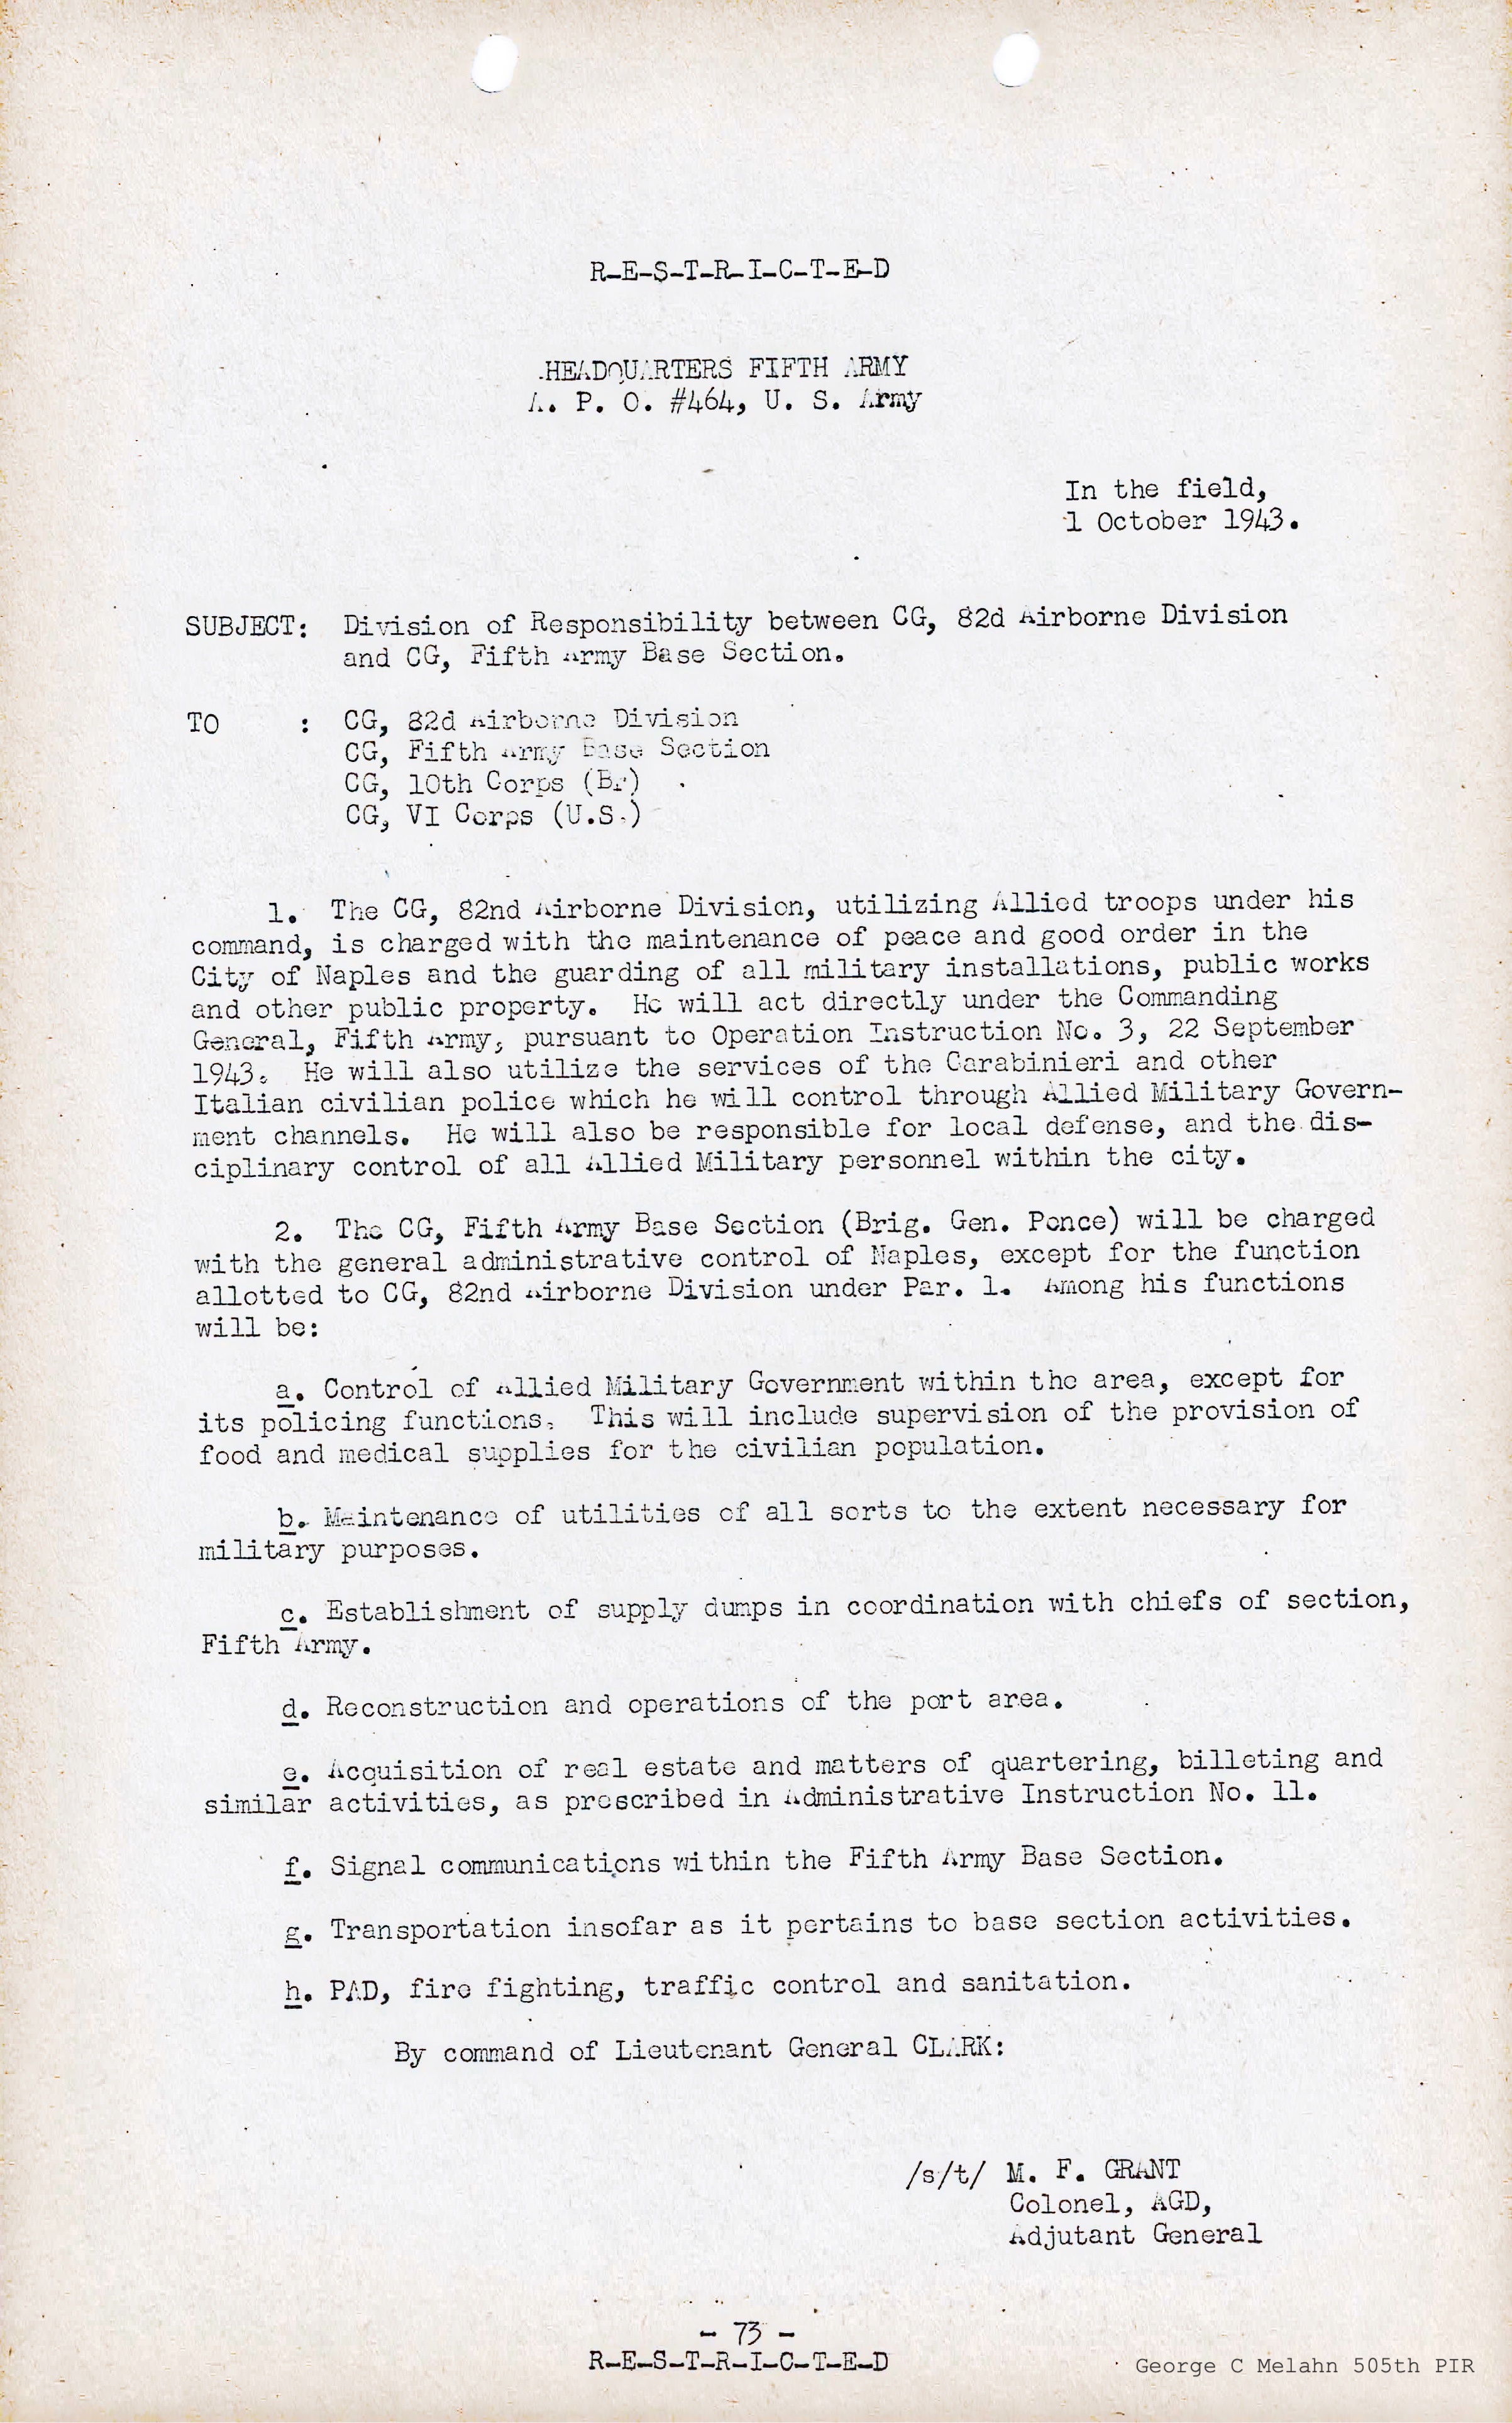 R-E-S-T-R-I-C-T-E-D
HEADQUARTERS FIFTH ARMY
A. P. O. #464, U. S. Army
In the field,
1 October 1943.
SUBJECT: Division of Responsibility between CG, 82d Airborne Division
and CG, Fifth Army Base Section.
TO : CG, 82d Airborne Division
CG, Fifth Army Base Section
CG, 10th Corps (Br)
CG, VI Corps (U.S.)
1. The CG, 82nd Airborne Division, utilizing Allied troops under his
command, is charged with the maintenance of peace and good order in the
City of Naples and the guarding of all military installations, public works
and other public property. He will act directly under the Commanding
General, Fifth Army, pursuant to Operation Instruction No. 3, 22 September
1943. He will also utilize the services of the Carabinieri and other
Italian civilian police which he will control through Allied Military Govern-
ment channels. He will also be responsible for local defense, and the dis-
ciplinary control of all Allied Military personnel within the city.
2. The CG, Fifth Army Base Section (Brig. Gen. Pence) will be charged
with the general administrative control of Naples, except for the function
allotted to CG, 82nd Airborne Division under Par. 1. Among his functions
will be:
a. Control of Allied Military Government within the area, except for
its policing functions. This will include supervision of the provision of
food and medical supplies for the civilian population.
b. Maintenance of utilities of all sorts to the extent necessary for
military purposes.
c. Establishment of supply dumps in coordination with chiefs of section,
Fifth Army.
d. Reconstruction and operations of the port area.
e. Acquisition of real estate and matters of quartering, billeting and
similar activities, as prescribed in Administrative Instruction No. 11.
f. Signal communications within the Fifth Army Base Section.
g. Transportation insofar as it pertains to base section activities.
h. PAD, fire fighting, traffic control and sanitation.
By command of Lieutenant General CLARK:
/s/t/ M. F. GRANT
Colonel, AGD,
Adjutant General
- 73 -
R-E-S-T-R-I-C-T-E-D
George C Melahn 505th PIR